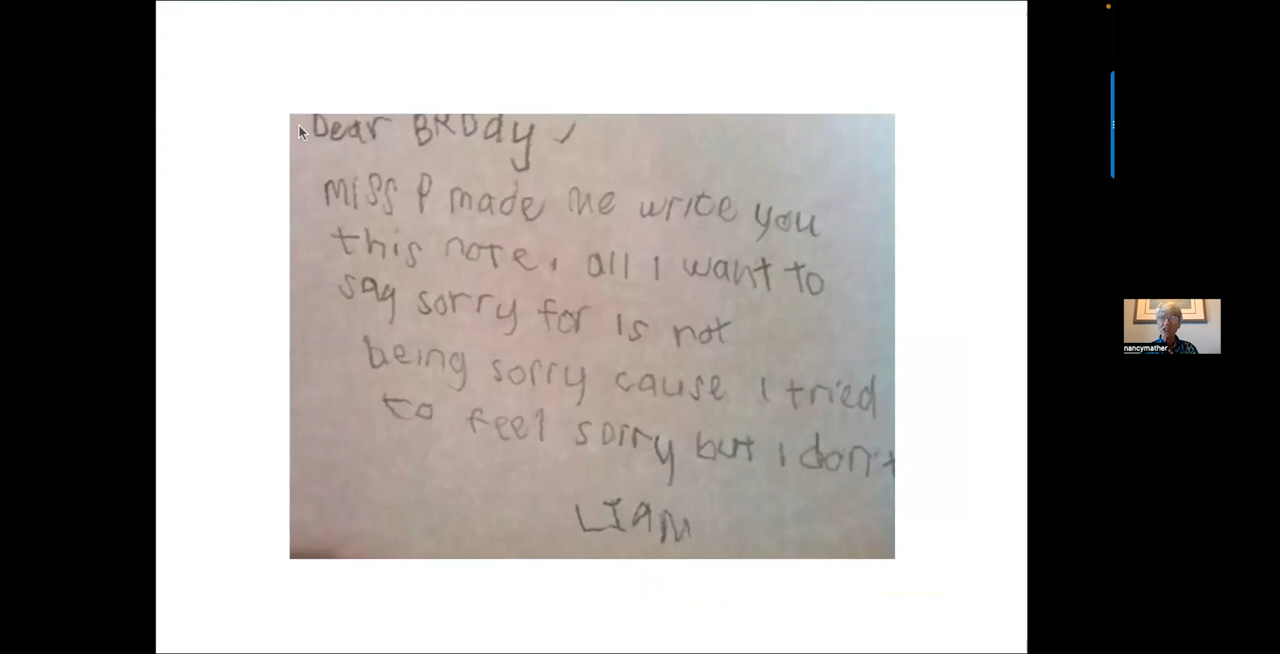 Dear BRODy,
Miss P made me write you
this note. all I want to
say sorry for is not
being sorry cause I tried
to feel sorry but I don't
LIAM
nancymather